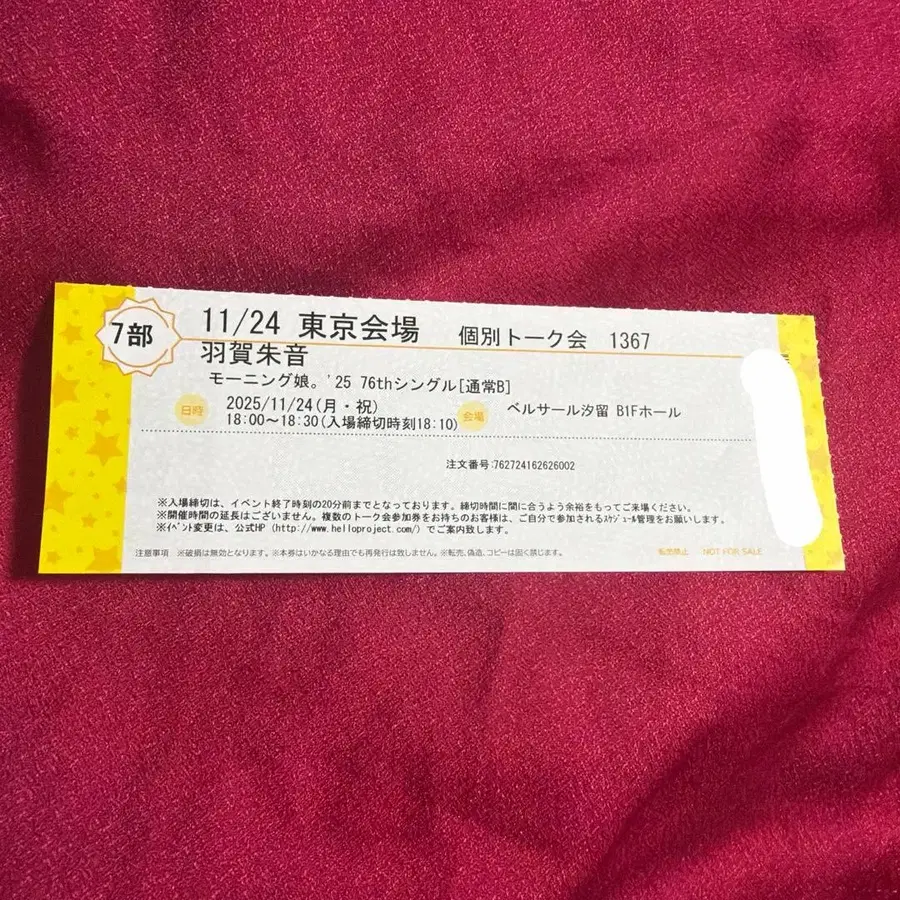 7部
11/24 東京会場 個別トーク会 1367
羽賀朱音
モーニング娘。'25 76thシングル[通常B]
日時 2025/11/24(月・祝) 会場 ベルサール汐留 B1Fホール
18:00〜18:30(入場締切時刻18:10)
注文番号:762724162626002
※入場締切は、イベント終了時刻の20分前までとなっております。締切時間に間に合うよう余裕をもってご来場ください。
※開催時間の延長はございません。複数のトーク会参加券をお持ちのお客様は、ご自分で参加されるスケジュール管理をお願いします。
※イベント変更は、公式HP (http://www.helloproject.com/) でご案内致します。
注意事項 ※破損は無効となります。※本券はいかなる理由でも再発行は致しません。※転売、偽造、コピーは固く禁じます。 転売禁止 NOT FOR SALE